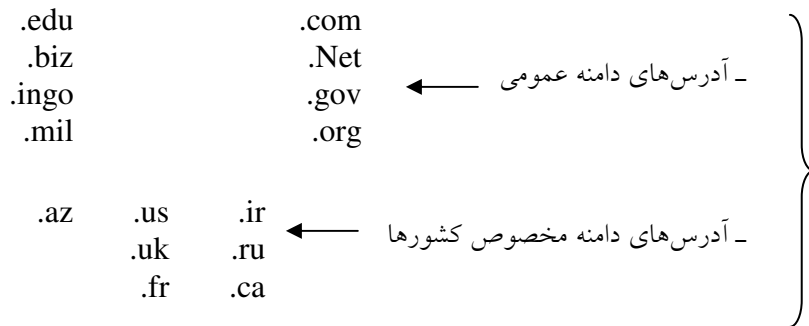 .com .edu
.Net .biz
ـ آدرس‌های دامنه عمومی
.gov .ingo
.org .mil
.ir .us .az
ـ آدرس‌های دامنه مخصوص کشورها
.ru .uk
.ca .fr